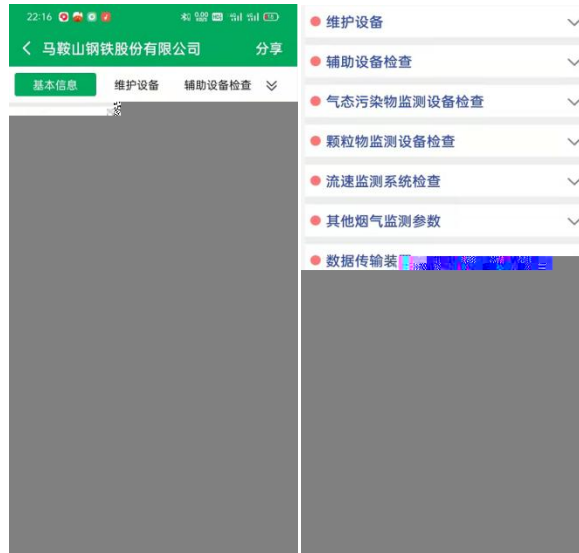 22:16
马鞍山钢铁股份有限公司 分享
基本信息 维护设备 辅助设备检查
维护设备
辅助设备检查
气态污染物监测设备检查
颗粒物监测设备检查
流速监测系统检查
其他烟气监测参数
数据传输装